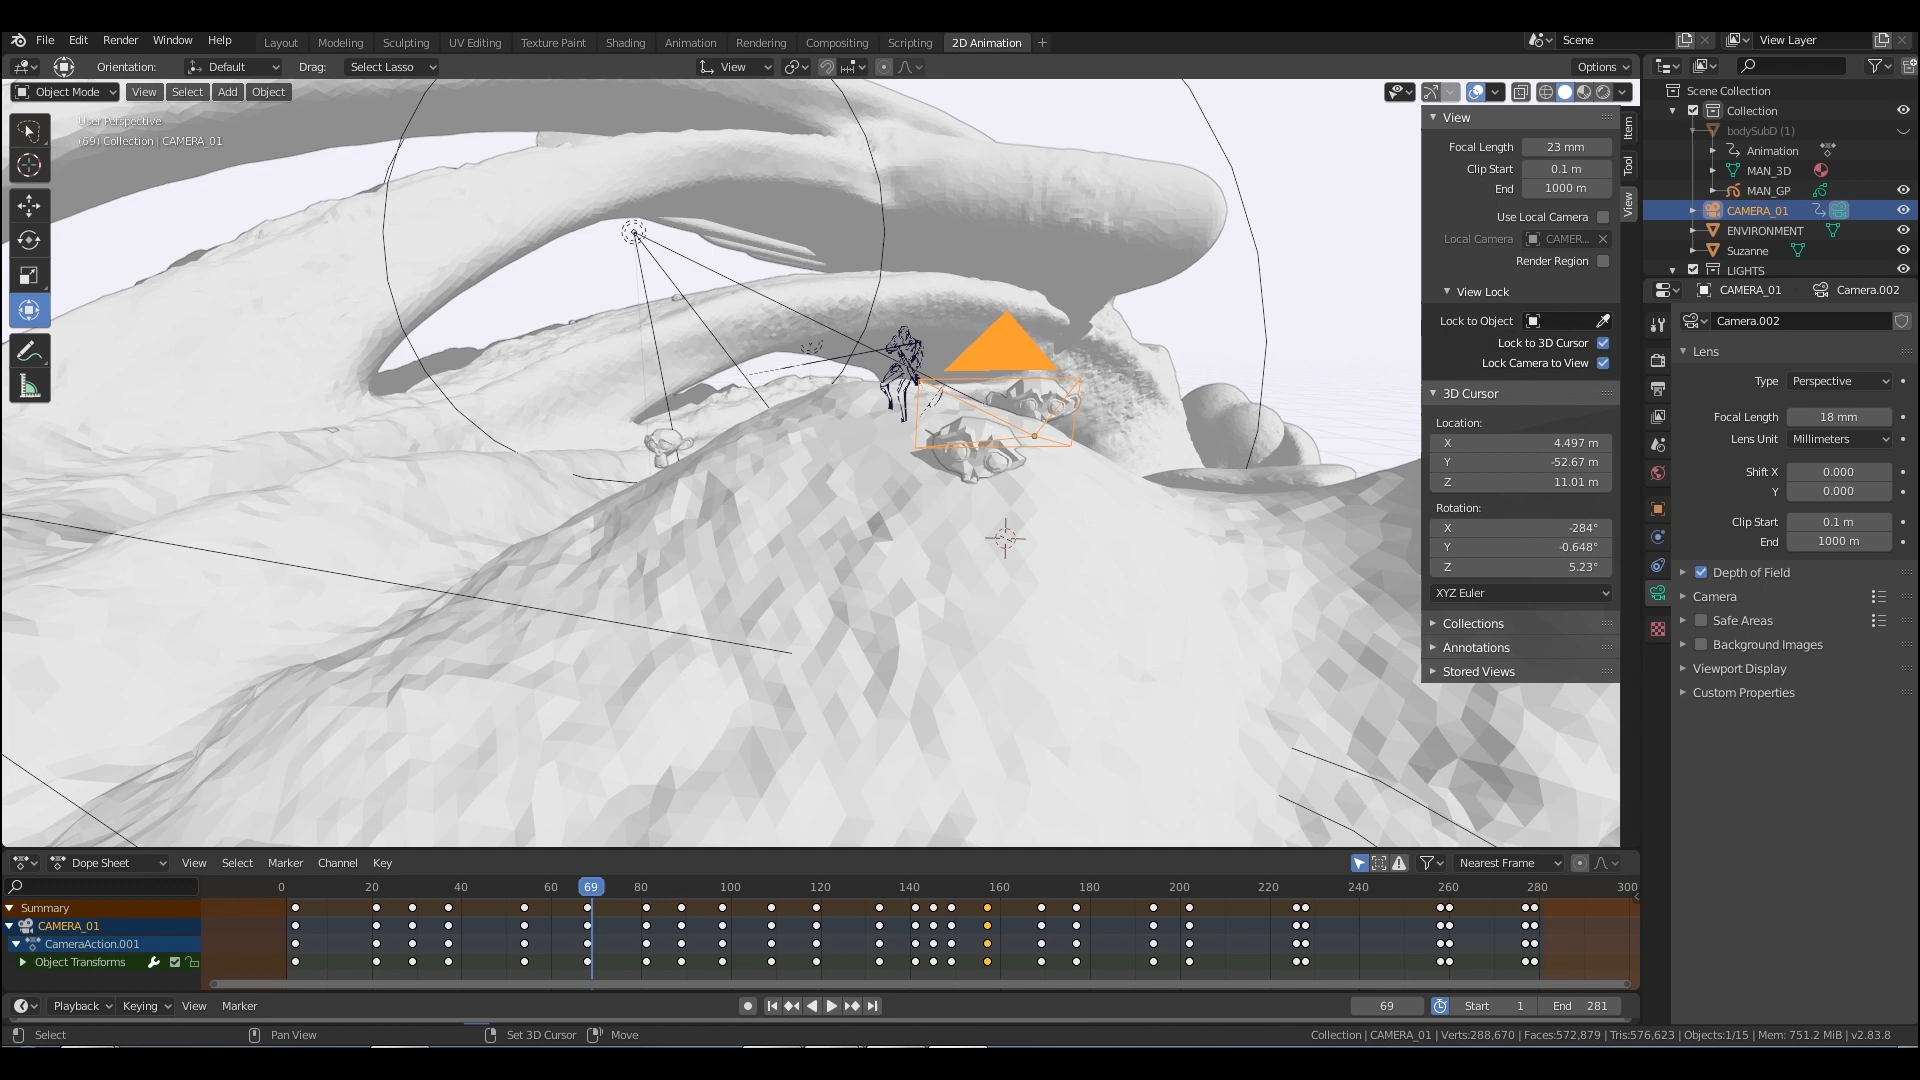 File Edit Render Window Help Layout Modeling Sculpting UV Editing Texture Paint Shading Animation Rendering Compositing Scripting 2D Animation + Scene View Layer
Orientation: Default Drag: Select Lasso View Options
Object Mode View Select Add Object
User Perspective
(69) Collection | CAMERA_01
View
Focal Length 23 mm
Clip Start 0.1 m
End 1000 m
Use Local Camera
Local Camera CAMER...
Render Region
View Lock
Lock to Object
Lock to 3D Cursor
Lock Camera to View
3D Cursor
Location:
X 4.497 m
Y -52.67 m
Z 11.01 m
Rotation:
X -284°
Y -0.648°
Z 5.23°
XYZ Euler
Collections
Annotations
Stored Views
Item
Tool
View
Scene Collection
Collection
bodySubD (1)
Animation
MAN_3D
MAN_GP
CAMERA_01
ENVIRONMENT
Suzanne
LIGHTS
CAMERA_01 Camera.002
Camera.002
Lens
Type Perspective
Focal Length 18 mm
Lens Unit Millimeters
Shift X 0.000
Y 0.000
Clip Start 0.1 m
End 1000 m
Depth of Field
Camera
Safe Areas
Background Images
Viewport Display
Custom Properties
Dope Sheet View Select Marker Channel Key Nearest Frame
0 20 40 60 69 80 100 120 140 160 180 200 220 240 260 280 300
Summary
CAMERA_01
CameraAction.001
Object Transforms
Playback Keying View Marker 69 Start 1 End 281
Select Pan View Set 3D Cursor Move Collection | CAMERA_01 | Verts:288,670 | Faces:572,879 | Tris:576,623 | Objects:1/15 | Mem: 751.2 MiB | v2.83.8